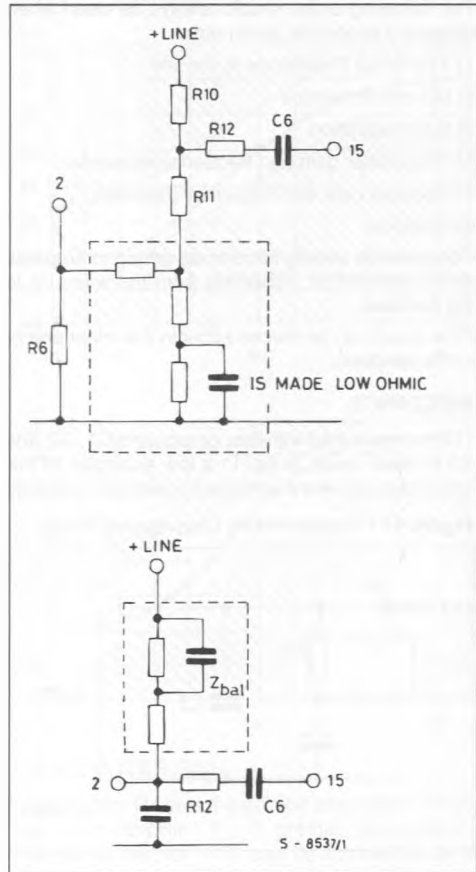 +LINE
R10
R12
C6
15
2
R11
R6
IS MADE LOW OHMIC
+LINE
Zbal
2
R12
C6
15
S-8537/1